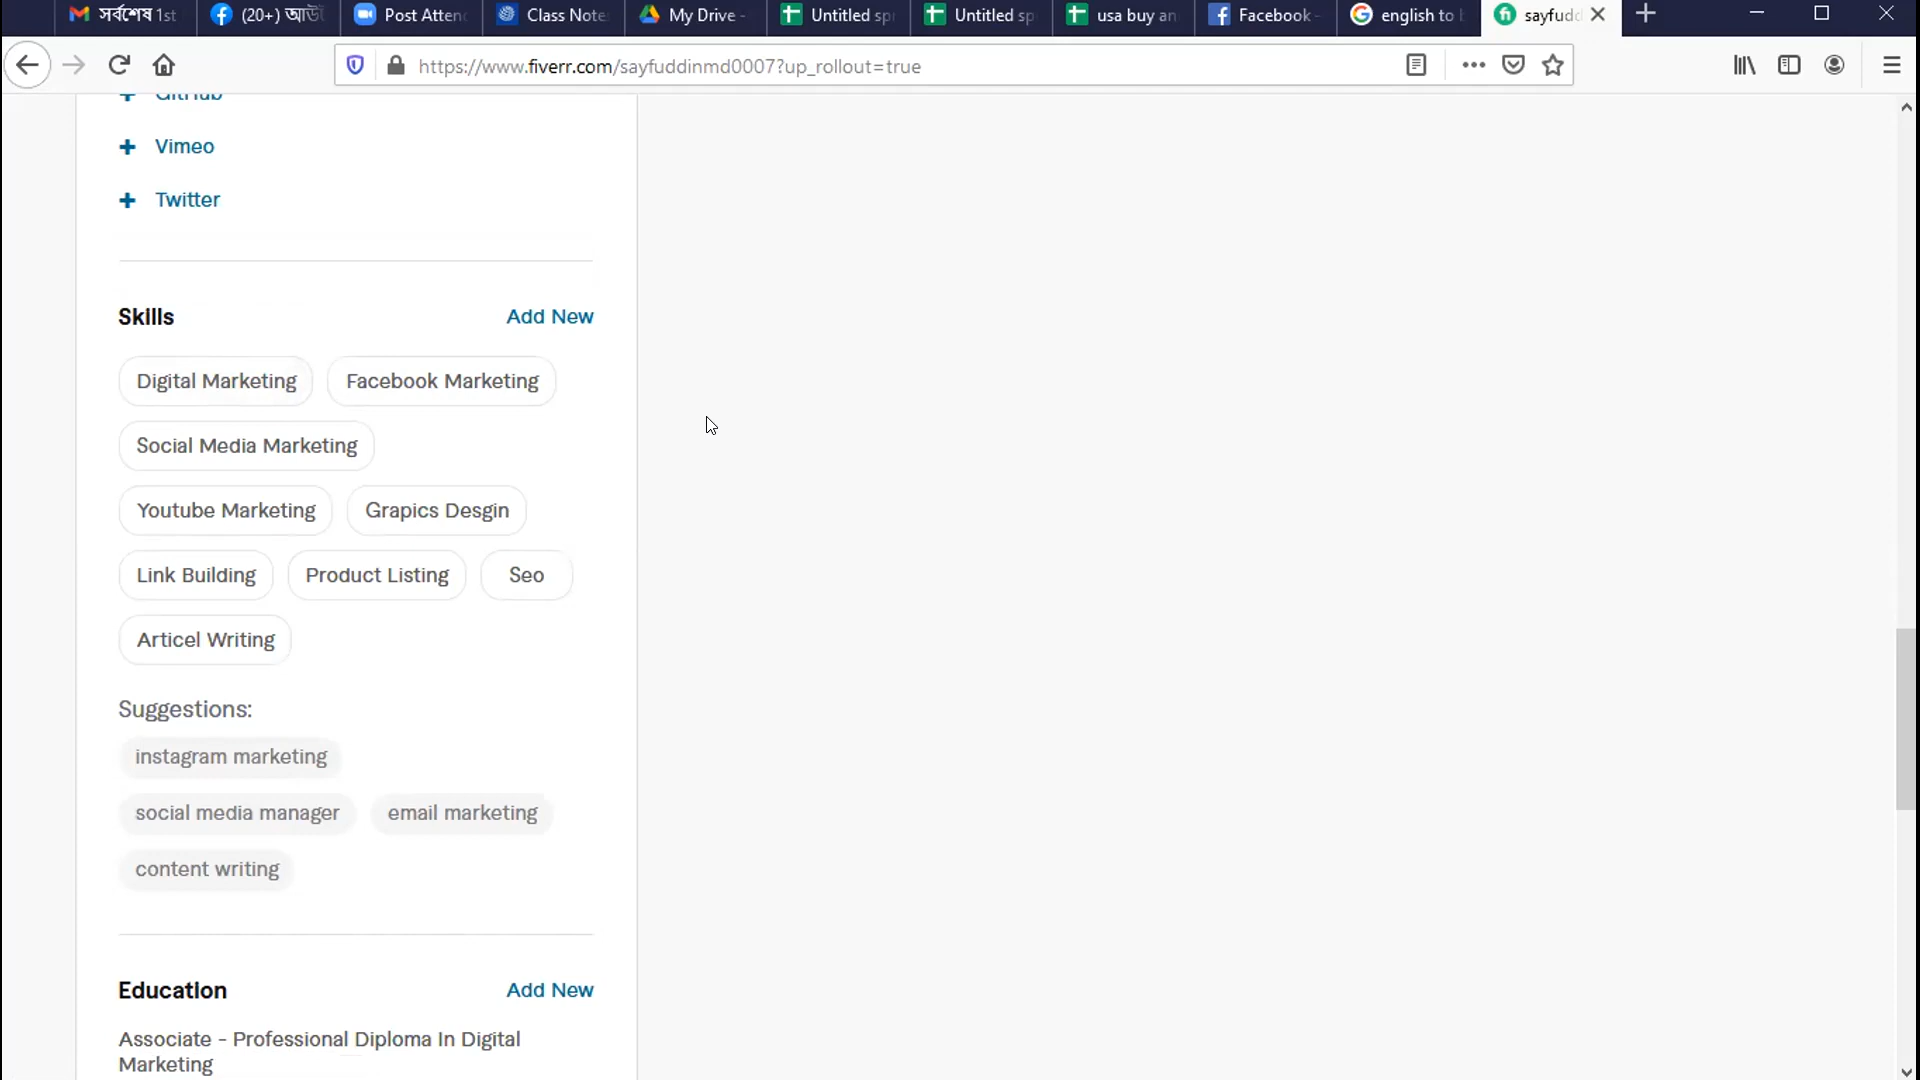 সর্বশেষ 1st
(20+) আউ
Post Atten
Class Note
My Drive -
Untitled sp
Untitled sp
usa buy an
Facebook -
english to b
sayfudd
https://www.fiverr.com/sayfuddinmd0007?up_rollout=true
GitHub
Vimeo
Twitter
Skills Add New
Digital Marketing Facebook Marketing
Social Media Marketing
Youtube Marketing Grapics Desgin
Link Building Product Listing Seo
Articel Writing
Suggestions:
instagram marketing
social media manager email marketing
content writing
Education Add New
Associate - Professional Diploma In Digital
Marketing